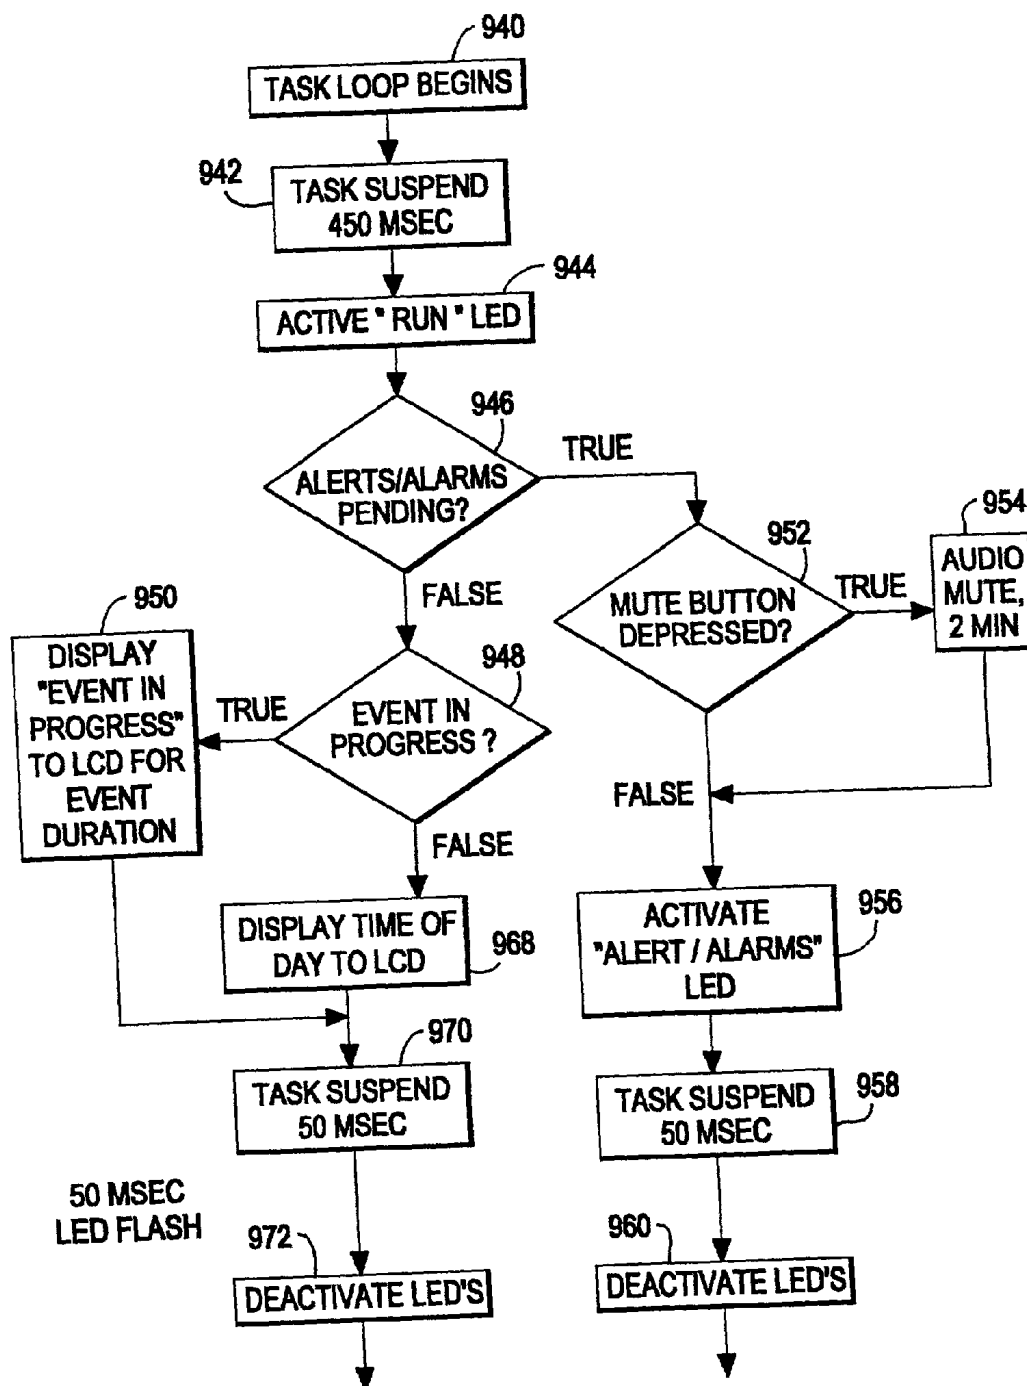 940
TASK LOOP BEGINS
942
TASK SUSPEND
450 MSEC
944
ACTIVE " RUN " LED
946
ALERTS/ALARMS
PENDING?
TRUE
FALSE
952
MUTE BUTTON
DEPRESSED?
TRUE
954
AUDIO
MUTE,
2 MIN
950
DISPLAY
"EVENT IN
PROGRESS"
TO LCD FOR
EVENT
DURATION
TRUE
948
EVENT IN
PROGRESS ?
FALSE
FALSE
DISPLAY TIME OF
DAY TO LCD
968
ACTIVATE
"ALERT / ALARMS"
LED
956
970
TASK SUSPEND
50 MSEC
TASK SUSPEND
50 MSEC
958
50 MSEC
LED FLASH
972
DEACTIVATE LED'S
960
DEACTIVATE LED'S